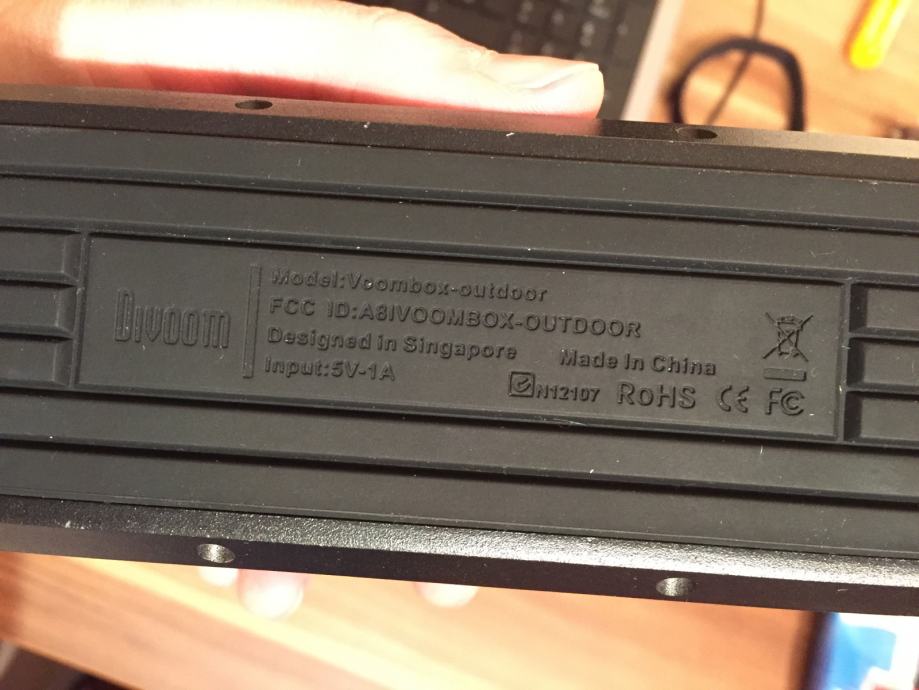 Divoom
Model:Voombox-outdoor
FCC ID:A8IVOOMBOX-OUTDOOR
Designed in Singapore Made In China
Input:5V-1A
N12107 RoHS CE FC